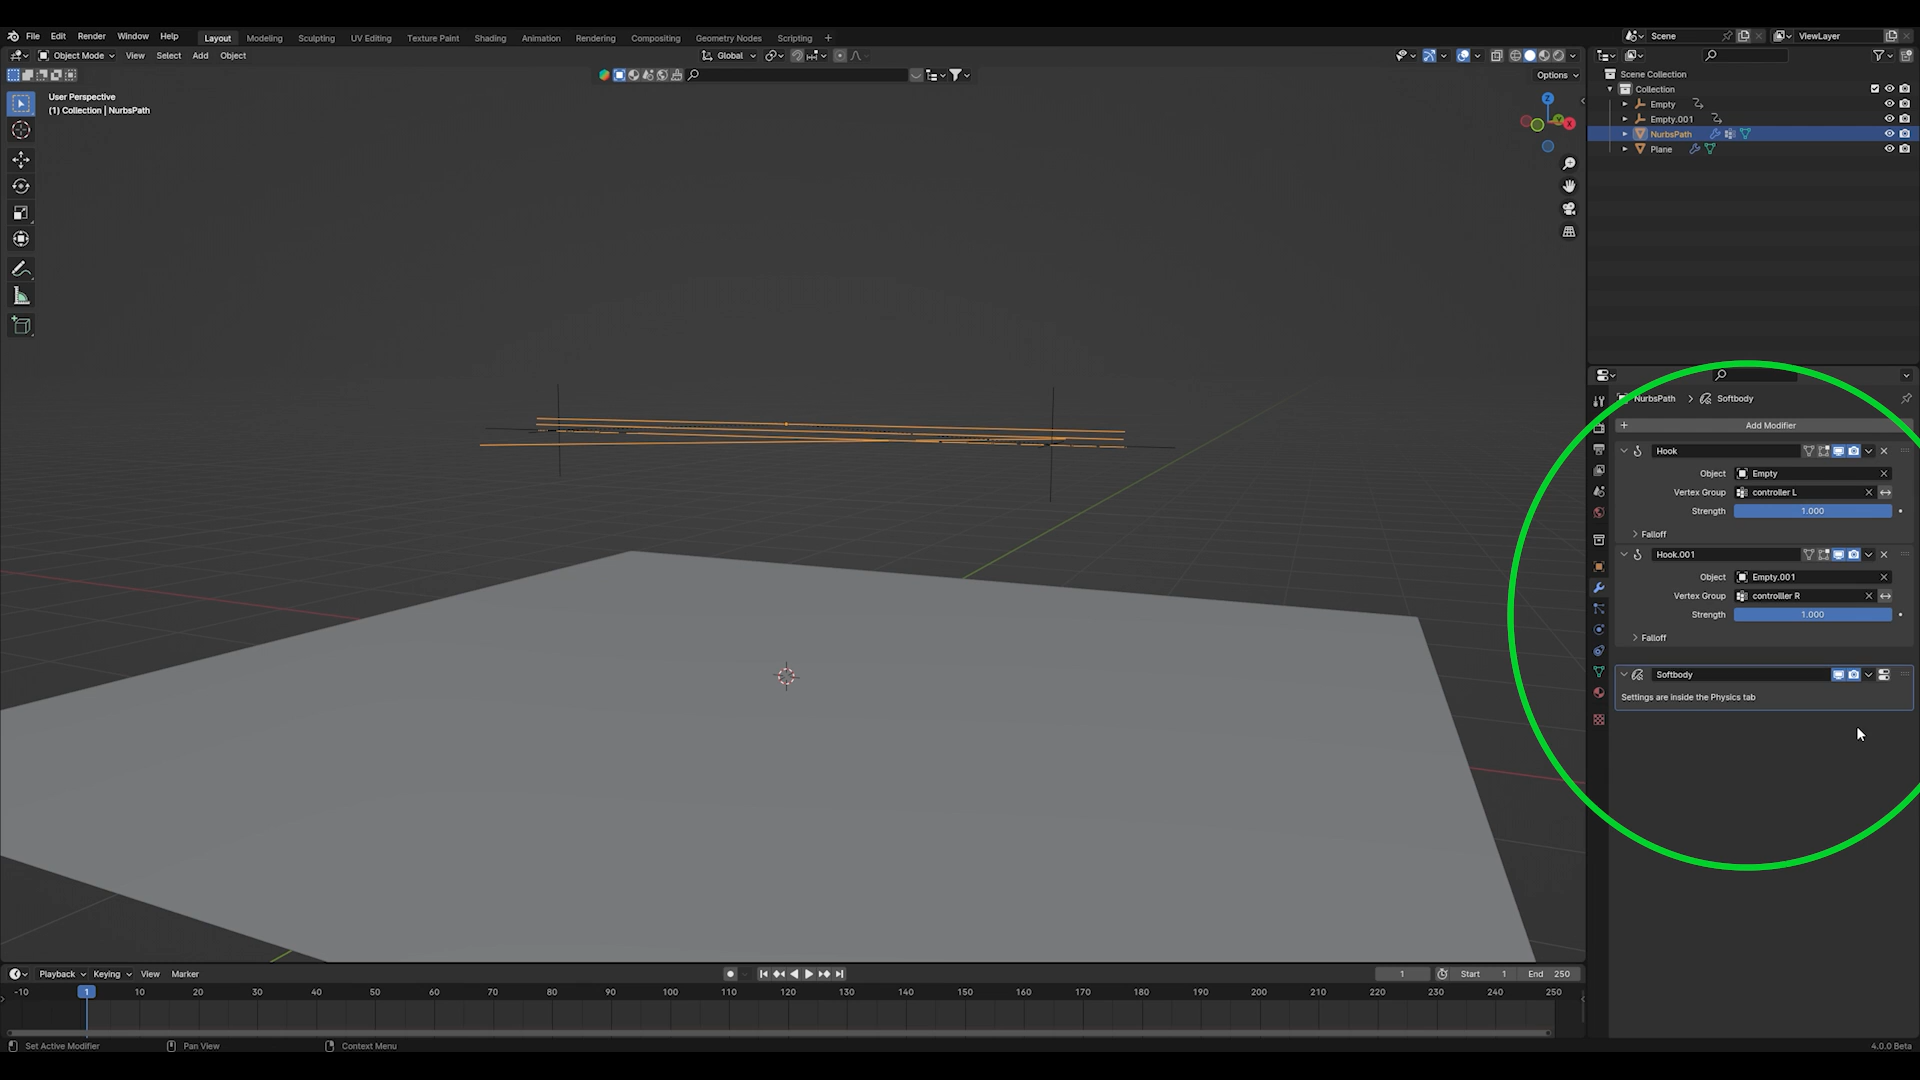 File Edit Render Window Help Layout Modeling Sculpting UV Editing Texture Paint Shading Animation Rendering Compositing Geometry Nodes Scripting +
Scene
ViewLayer
Object Mode View Select Add Object
Global
Options
User Perspective
(1) Collection | NurbsPath
Z
Y
X
Scene Collection
Collection
Empty
Empty.001
NurbsPath
Plane
NurbsPath > Softbody
+ Add Modifier
Hook
Object Empty
Vertex Group controller L
Strength 1.000
Falloff
Hook.001
Object Empty.001
Vertex Group controlller R
Strength 1.000
Falloff
Softbody
Settings are inside the Physics tab
Playback Keying View Marker
1 Start 1 End 250
-10 1 10 20 30 40 50 60 70 80 90 100 110 120 130 140 150 160 170 180 190 200 210 220 230 240 250
Set Active Modifier Pan View Context Menu
4.0.0 Beta